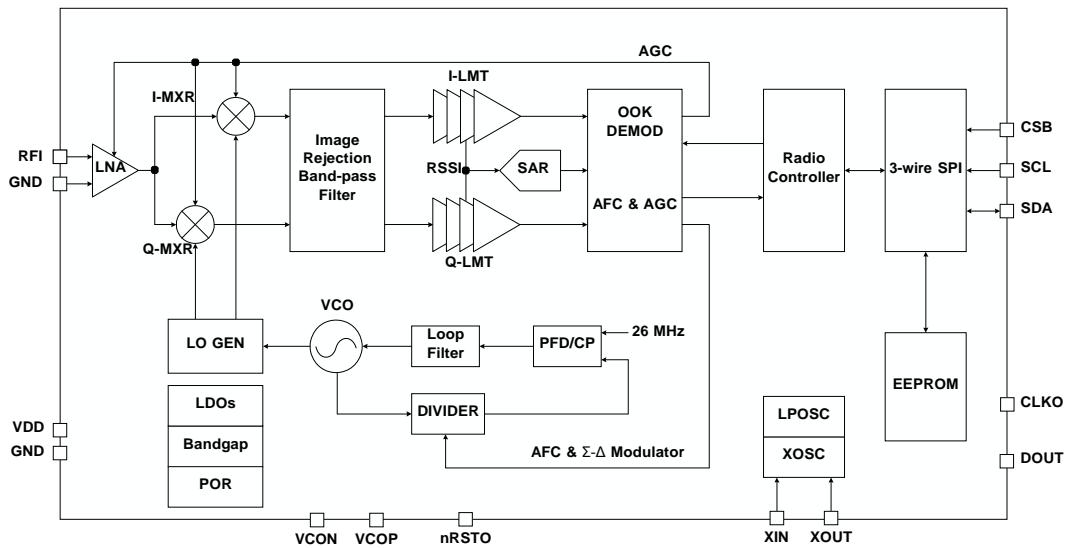 AGC
I-LMT
I-MXR
OOK
DEMOD
CSB
RFI
LNA
Image
Rejection
Band-pass
Filter
RSSI
SAR
Radio
Controller
3-wire SPI
SCL
GND
AFC & AGC
SDA
Q-MXR
Q-LMT
VCO
LO GEN
Loop
Filter
PFD/CP
26 MHz
EEPROM
LDOs
DIVIDER
LPOSC
CLKO
VDD
Bandgap
AFC & Σ-Δ Modulator
XOSC
GND
DOUT
POR
VCON
VCOP
nRSTO
XIN
XOUT